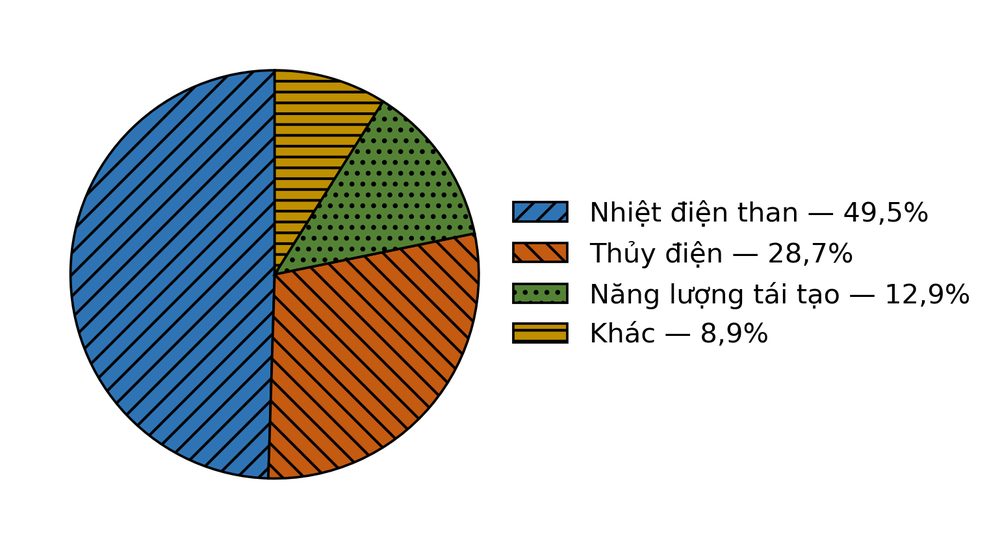 Nhiệt điện than — 49,5%
Thủy điện — 28,7%
Năng lượng tái tạo — 12,9%
Khác — 8,9%